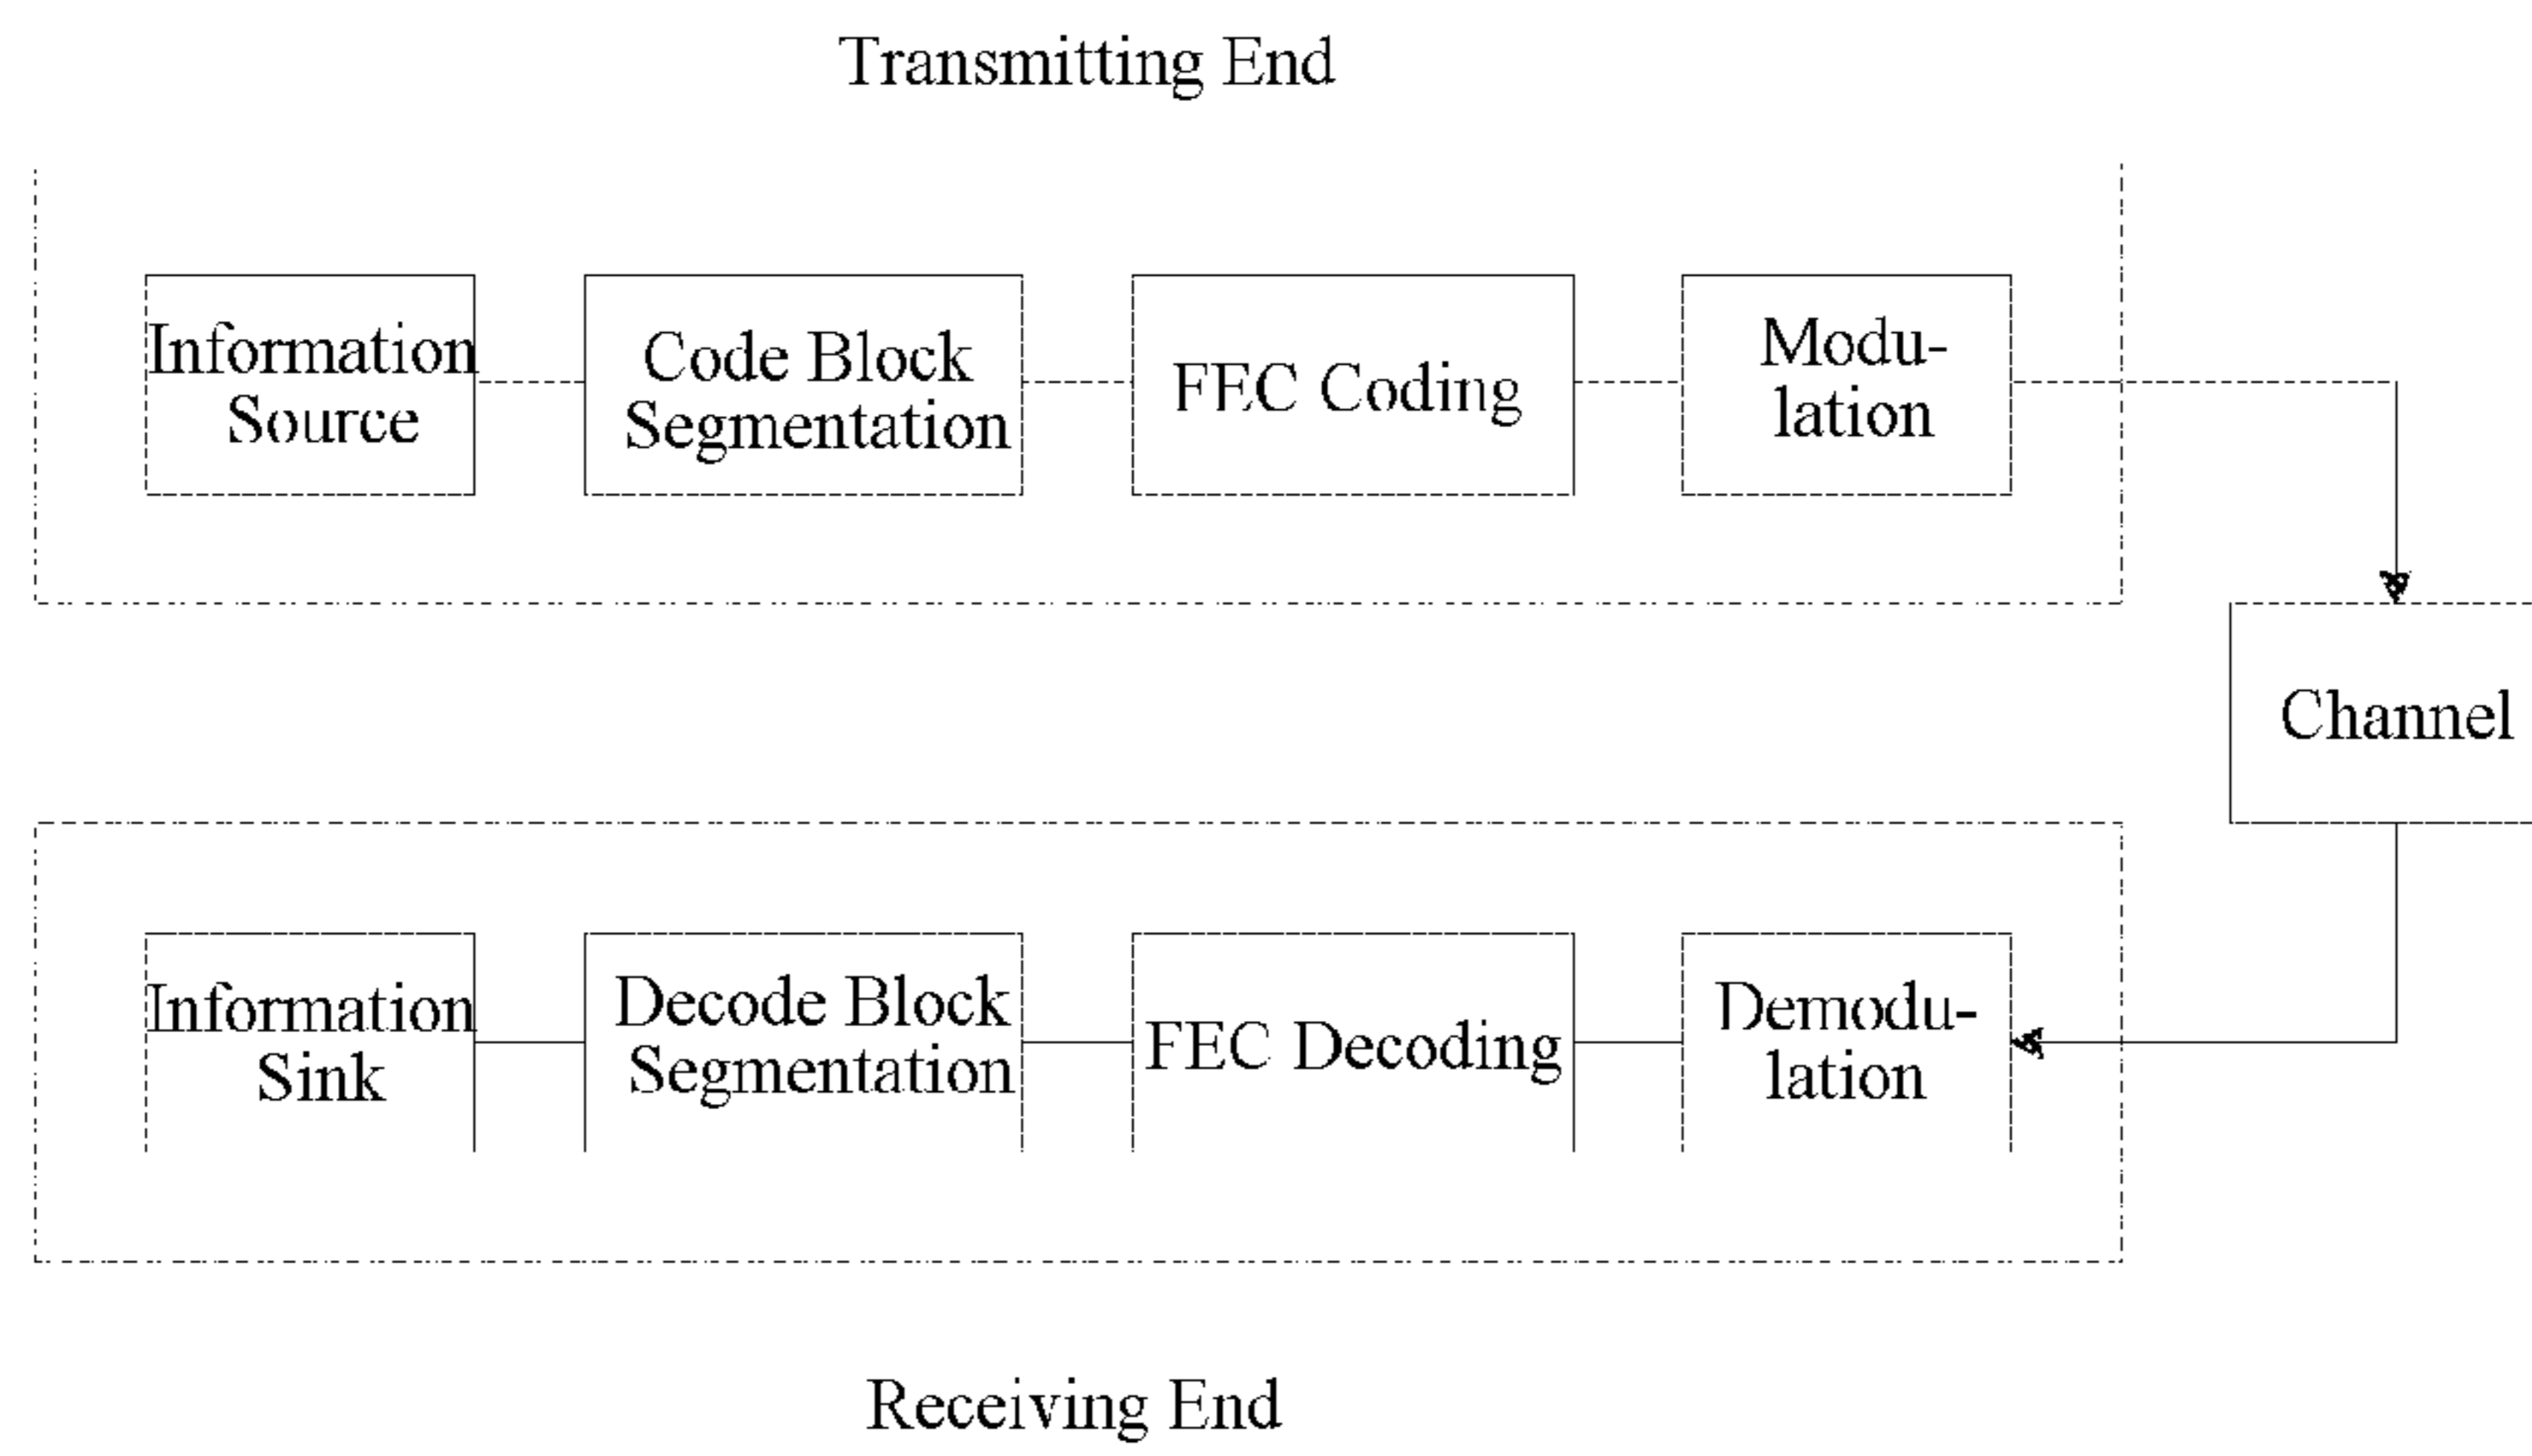 Transmitting End
Information
Source
Code Block
Segmentation
FEC Coding
Modu-
lation
Channel
Information
Sink
Decode Block
Segmentation
FEC Decoding
Demodu-
lation
Receiving End